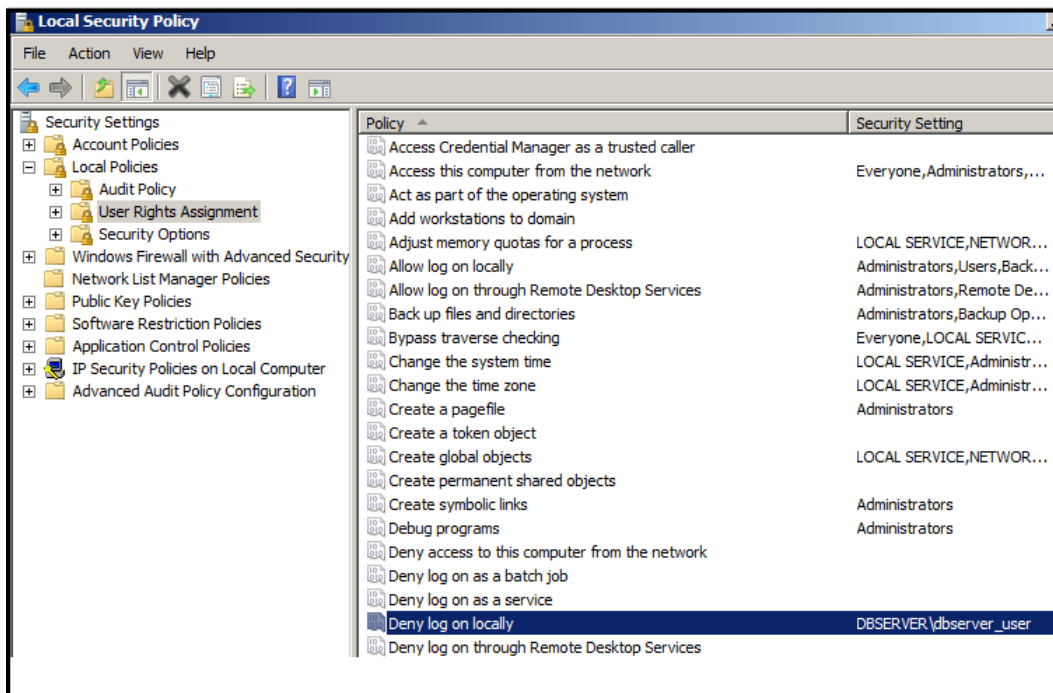 Local Security Policy
File Action View Help
Security Settings
Account Policies
Local Policies
Audit Policy
User Rights Assignment
Security Options
Windows Firewall with Advanced Security
Network List Manager Policies
Public Key Policies
Software Restriction Policies
Application Control Policies
IP Security Policies on Local Computer
Advanced Audit Policy Configuration
Policy Security Setting
Access Credential Manager as a trusted caller
Access this computer from the network Everyone,Administrators,...
Act as part of the operating system
Add workstations to domain
Adjust memory quotas for a process LOCAL SERVICE,NETWOR...
Allow log on locally Administrators,Users,Back...
Allow log on through Remote Desktop Services Administrators,Remote De...
Back up files and directories Administrators,Backup Op...
Bypass traverse checking Everyone,LOCAL SERVIC...
Change the system time LOCAL SERVICE,Administr...
Change the time zone LOCAL SERVICE,Administr...
Create a pagefile Administrators
Create a token object
Create global objects LOCAL SERVICE,NETWOR...
Create permanent shared objects
Create symbolic links Administrators
Debug programs Administrators
Deny access to this computer from the network
Deny log on as a batch job
Deny log on as a service
Deny log on locally DBSERVER\dbserver_user
Deny log on through Remote Desktop Services